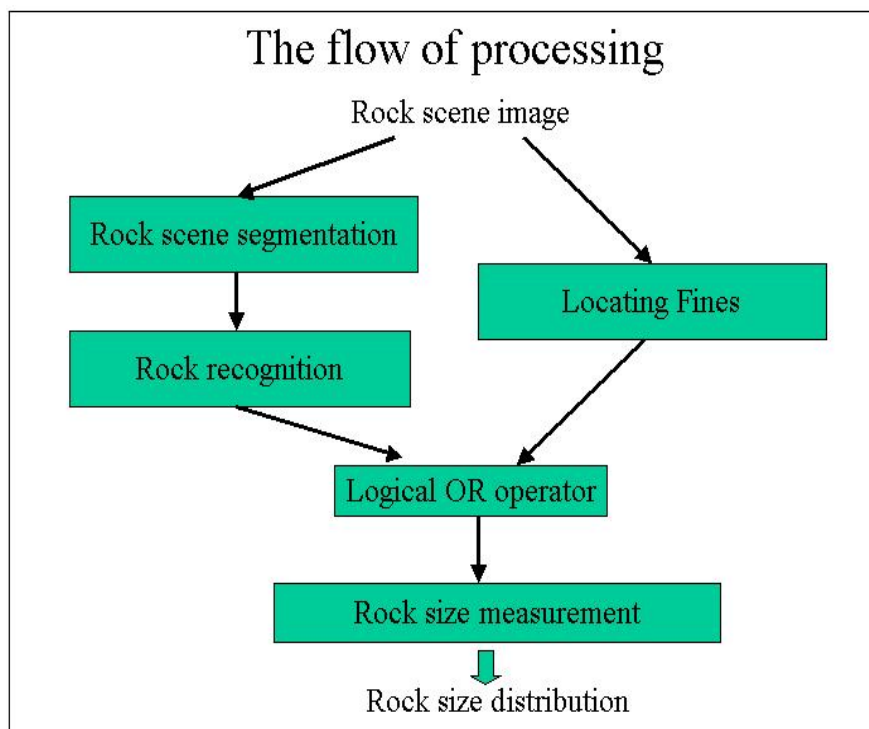 The flow of processing
Rock scene image
Rock scene segmentation
Locating Fines
Rock recognition
Logical OR operator
Rock size measurement
Rock size distribution